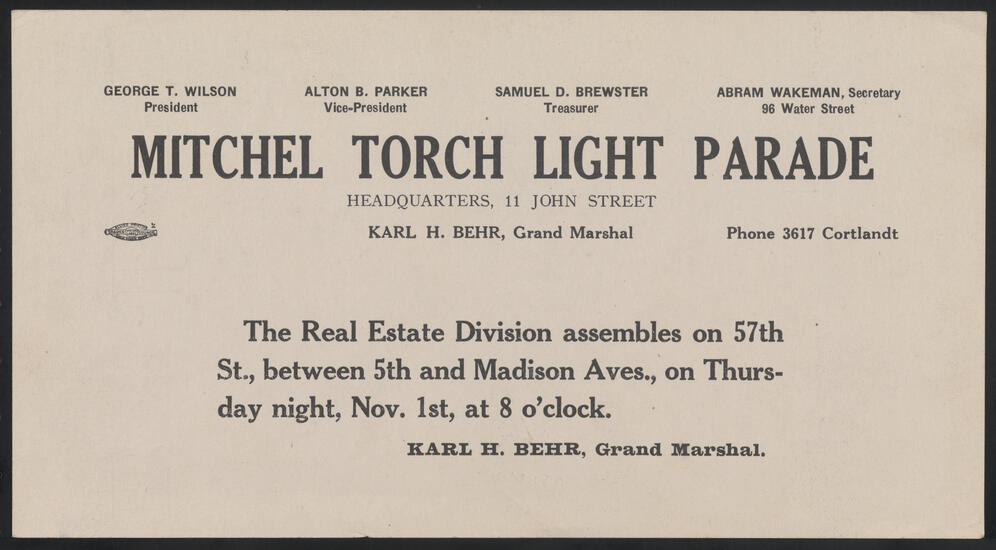 GEORGE T. WILSON
President
ALTON B. PARKER
Vice-President
SAMUEL D. BREWSTER
Treasurer
ABRAM WAKEMAN, Secretary
96 Water Street
MITCHEL TORCH LIGHT PARADE
HEADQUARTERS, 11 JOHN STREET
KARL H. BEHR, Grand Marshal
Phone 3617 Cortlandt
The Real Estate Division assembles on 57th
St., between 5th and Madison Aves., on Thurs-
day night, Nov. 1st, at 8 o'clock.
KARL H. BEHR, Grand Marshal.